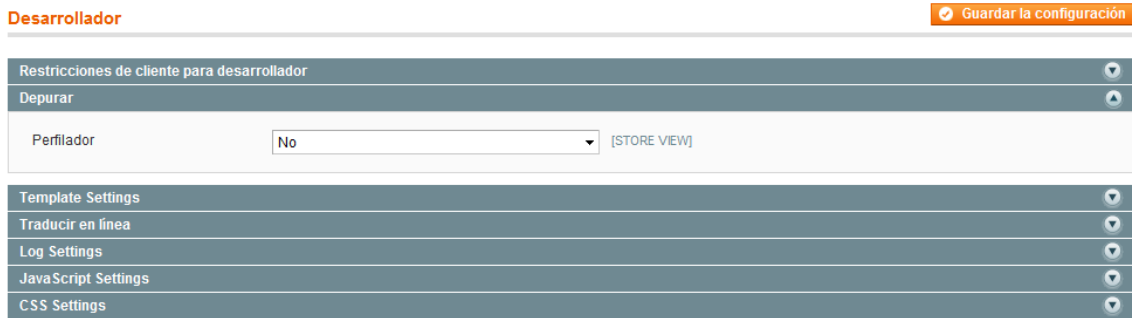 Desarrollador
Guardar la configuración
Restricciones de cliente para desarrollador
Depurar
Perfilador No [STORE VIEW]
Template Settings
Traducir en línea
Log Settings
JavaScript Settings
CSS Settings